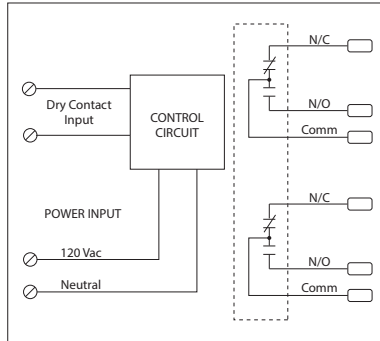 N/C
Dry Contact
Input
CONTROL
CIRCUIT
N/O
Comm
POWER INPUT
N/C
120 Vac
N/O
Neutral
Comm